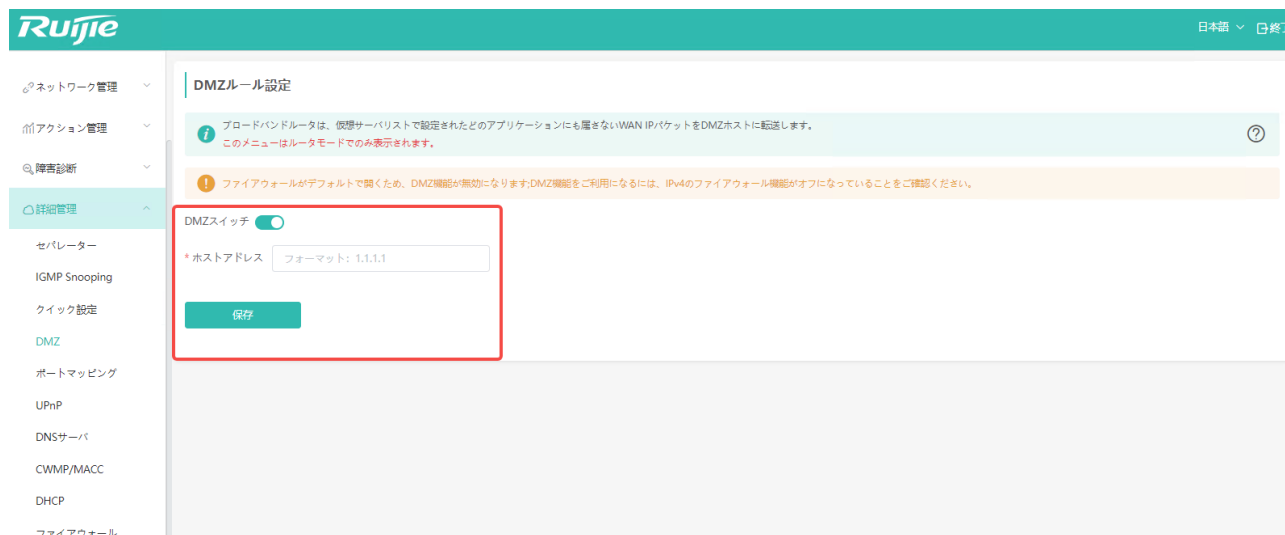 Ruijie
日本語
終了
ネットワーク管理
アクション管理
障害診断
詳細管理
セパレーター
IGMP Snooping
クイック設定
DMZ
ポートマッピング
UPnP
DNSサーバ
CWMP/MACC
DHCP
ファイアウォール
DMZルール設定
ブロードバンドルータは、仮想サーバリストで設定されたどのアプリケーションにも属さないWAN IPパケットをDMZホストに転送します。
このメニューはルータモードでのみ表示されます。
ファイアウォールがデフォルトで開くため、DMZ機能が無効になります;DMZ機能をご利用になるには、IPv4のファイアウォール機能がオフになっていることをご確認ください。
DMZスイッチ
* ホストアドレス
フォーマット: 1.1.1.1
保存